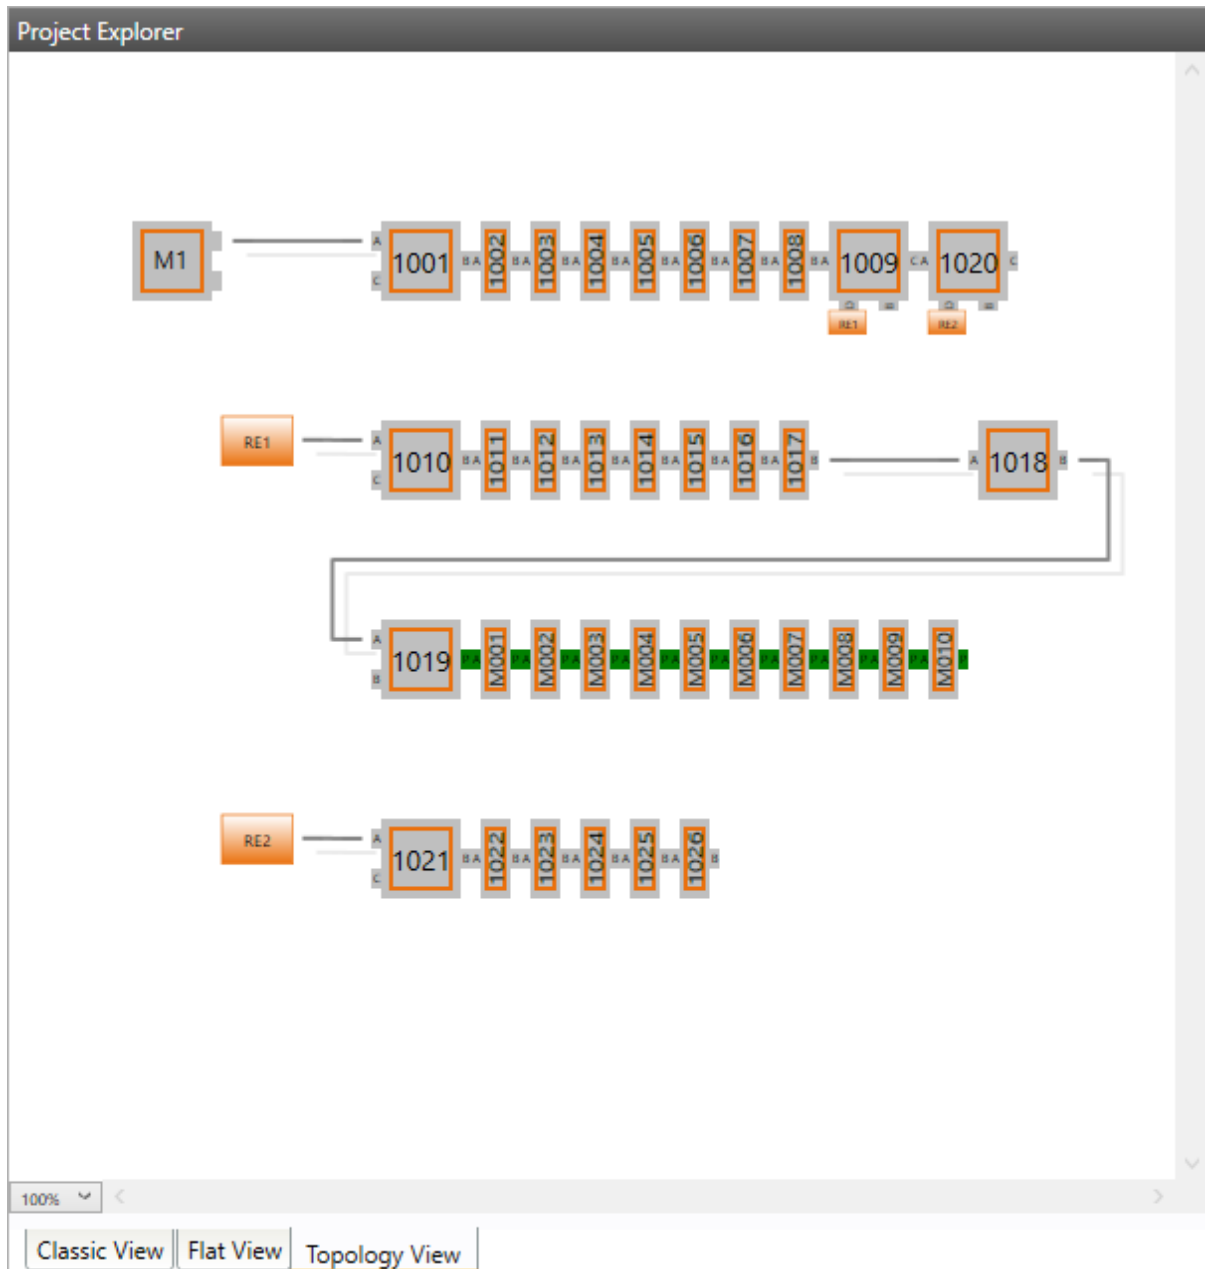 Project Explorer
M1 A C 1001 B A 1002 B A 1003 B A 1004 B A 1005 B A 1006 B A 1007 B A 1008 B A 1009 C A 1020 C
D B D B
RE1 RE2
RE1 A C 1010 B A 1011 B A 1012 B A 1013 B A 1014 B A 1015 B A 1016 B A 1017 B A 1018 B
A B 1019 P A M001 P A M002 P A M003 P A M004 P A M005 P A M006 P A M007 P A M008 P A M009 P A M010 P
RE2 A C 1021 B A 1022 B A 1023 B A 1024 B A 1025 B A 1026 B
100%
Classic View Flat View Topology View